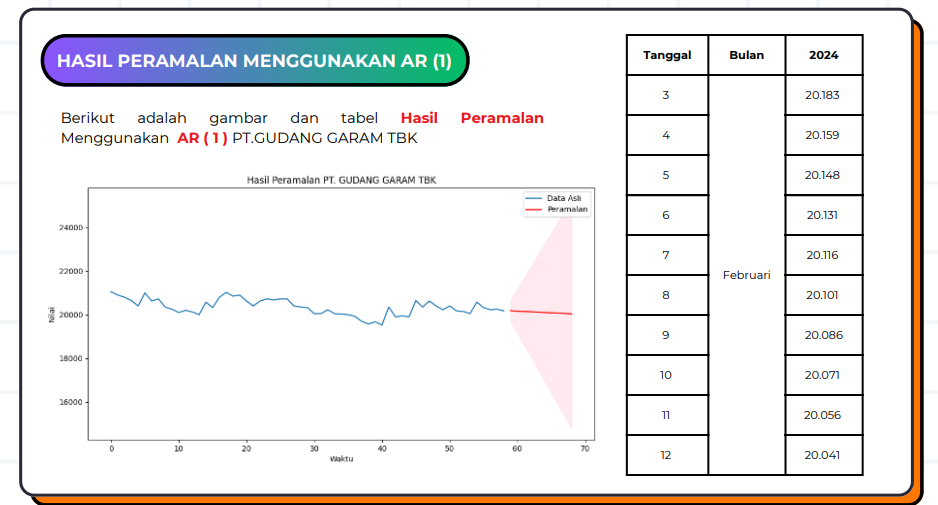 HASIL PERAMALAN MENGGUNAKAN AR (1)
Berikut adalah gambar dan tabel Hasil Peramalan
Menggunakan AR ( 1 ) PT.GUDANG GARAM TBK
Hasil Peramalan PT. GUDANG GARAM TBK
Data Asli
Peramalan
24000
22000
20000
18000
16000
Nilai
0 10 20 30 40 50 60 70
Waktu
Tanggal Bulan 2024
3 20.183
4 20.159
5 20.148
6 20.131
7 20.116
Februari
8 20.101
9 20.086
10 20.071
11 20.056
12 20.041